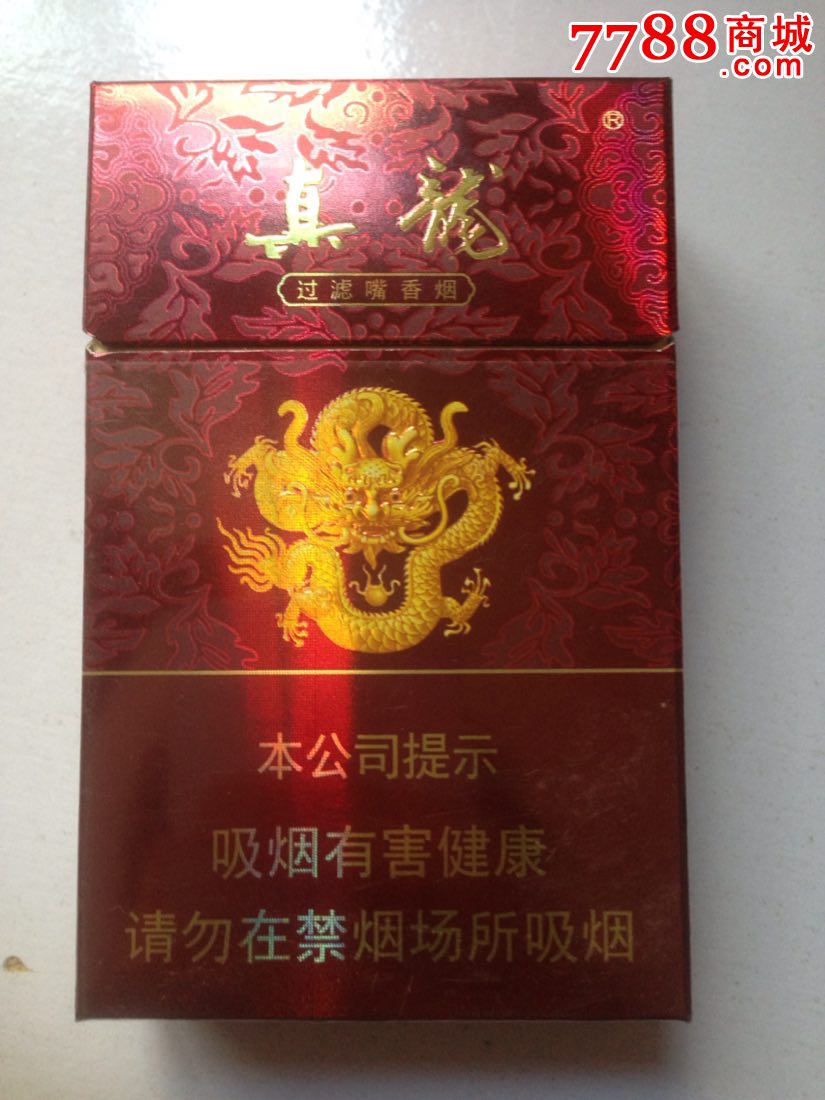 7788商城
.com
®
真龍
过滤嘴香烟
本公司提示
吸烟有害健康
请勿在禁烟场所吸烟